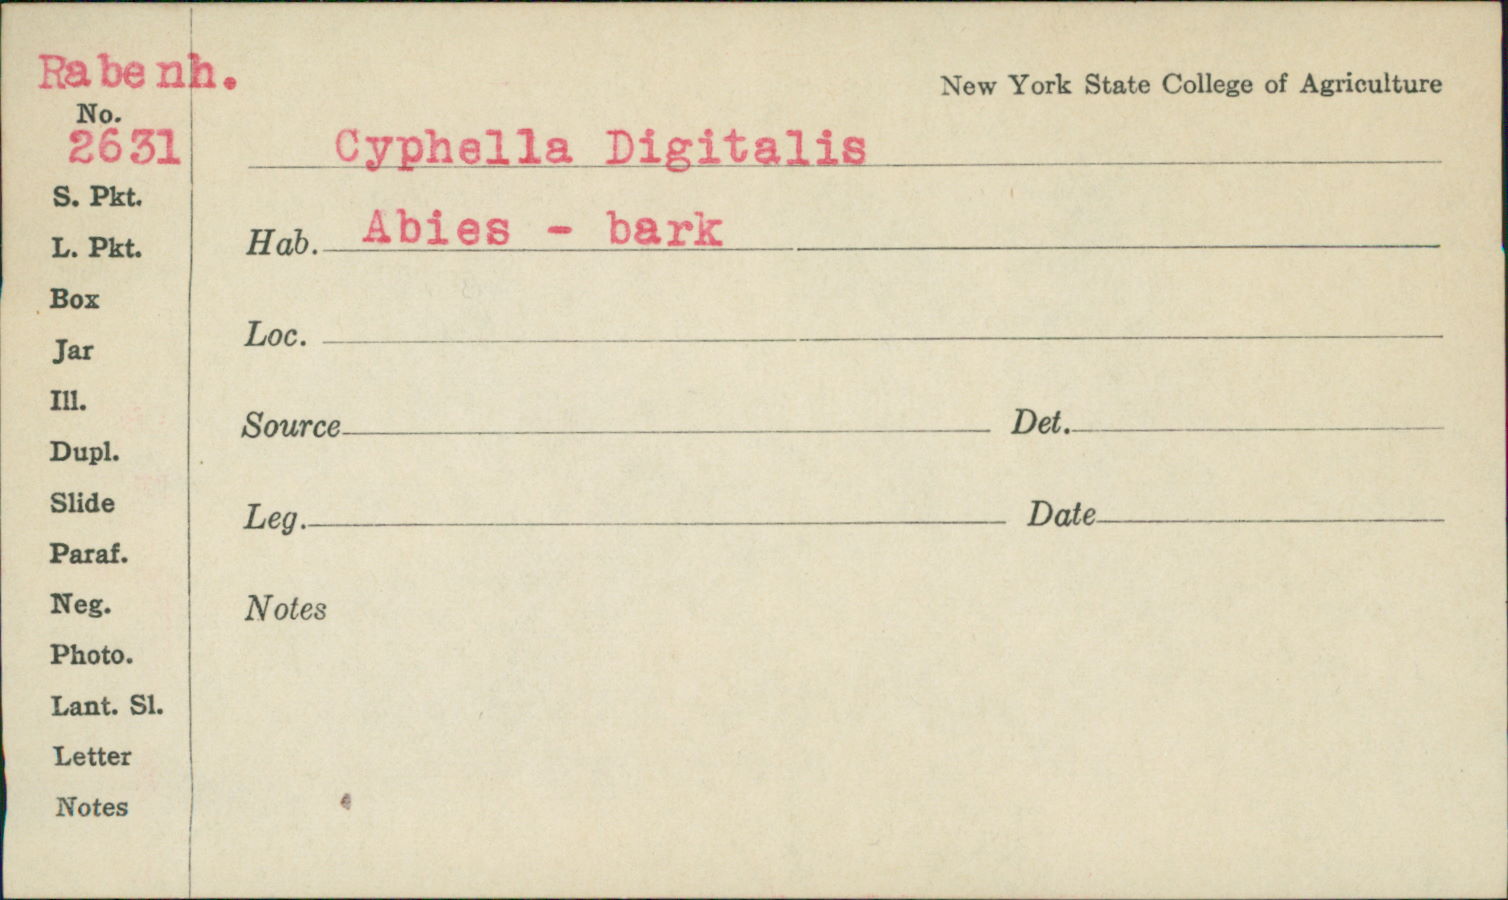 Rabenh.
New York State College of Agriculture
No.
2631
Cyphella Digitalis
S. Pkt.
Hab. Abies - bark
L. Pkt.
Box
Loc.
Jar
Ill.
Source Det.
Dupl.
Slide
Leg. Date
Paraf.
Neg.
Notes
Photo.
Lant. Sl.
Letter
Notes